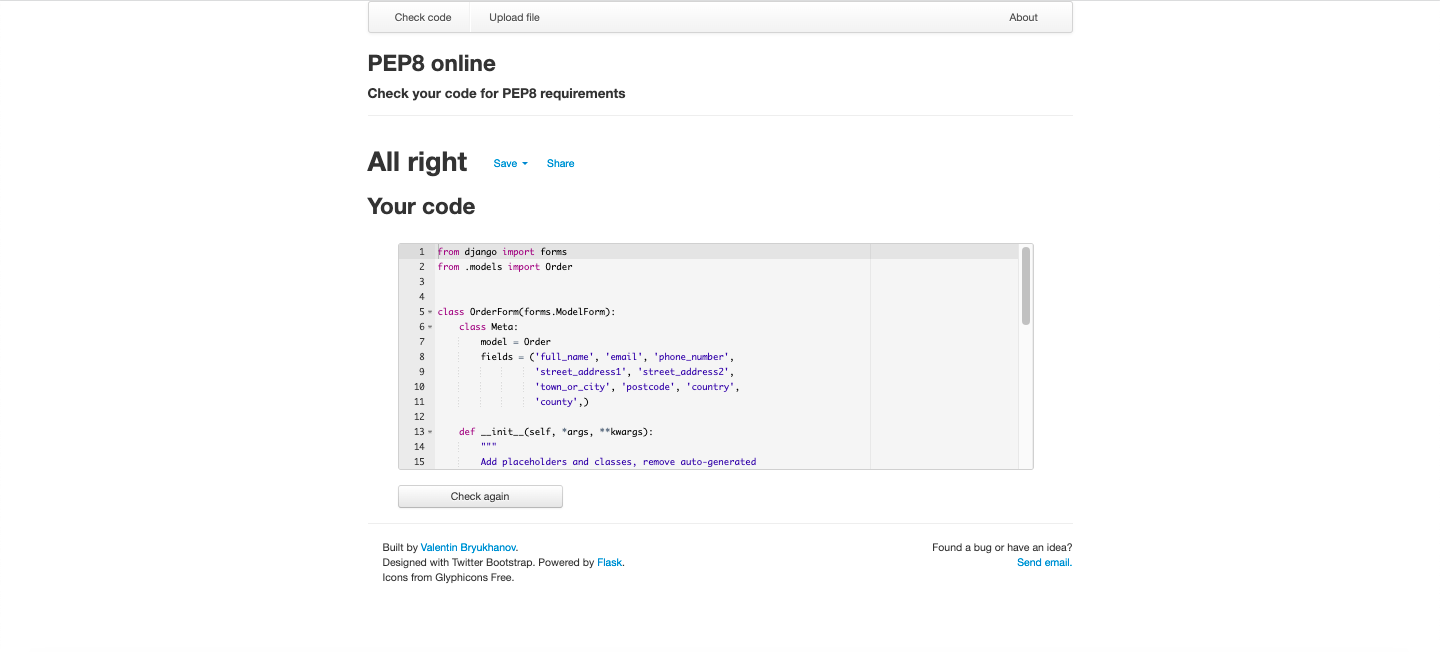 Check code Upload file About
PEP8 online
Check your code for PEP8 requirements
All right Save Share
Your code
1 from django import forms
2 from .models import Order
3
4
5 class OrderForm(forms.ModelForm):
6     class Meta:
7         model = Order
8         fields = ('full_name', 'email', 'phone_number',
9                   'street_address1', 'street_address2',
10                   'town_or_city', 'postcode', 'country',
11                   'county',)
12
13     def __init__(self, *args, **kwargs):
14         """
15         Add placeholders and classes, remove auto-generated
Check again
Built by Valentin Bryukhanov. Found a bug or have an idea?
Designed with Twitter Bootstrap. Powered by Flask. Send email.
Icons from Glyphicons Free.